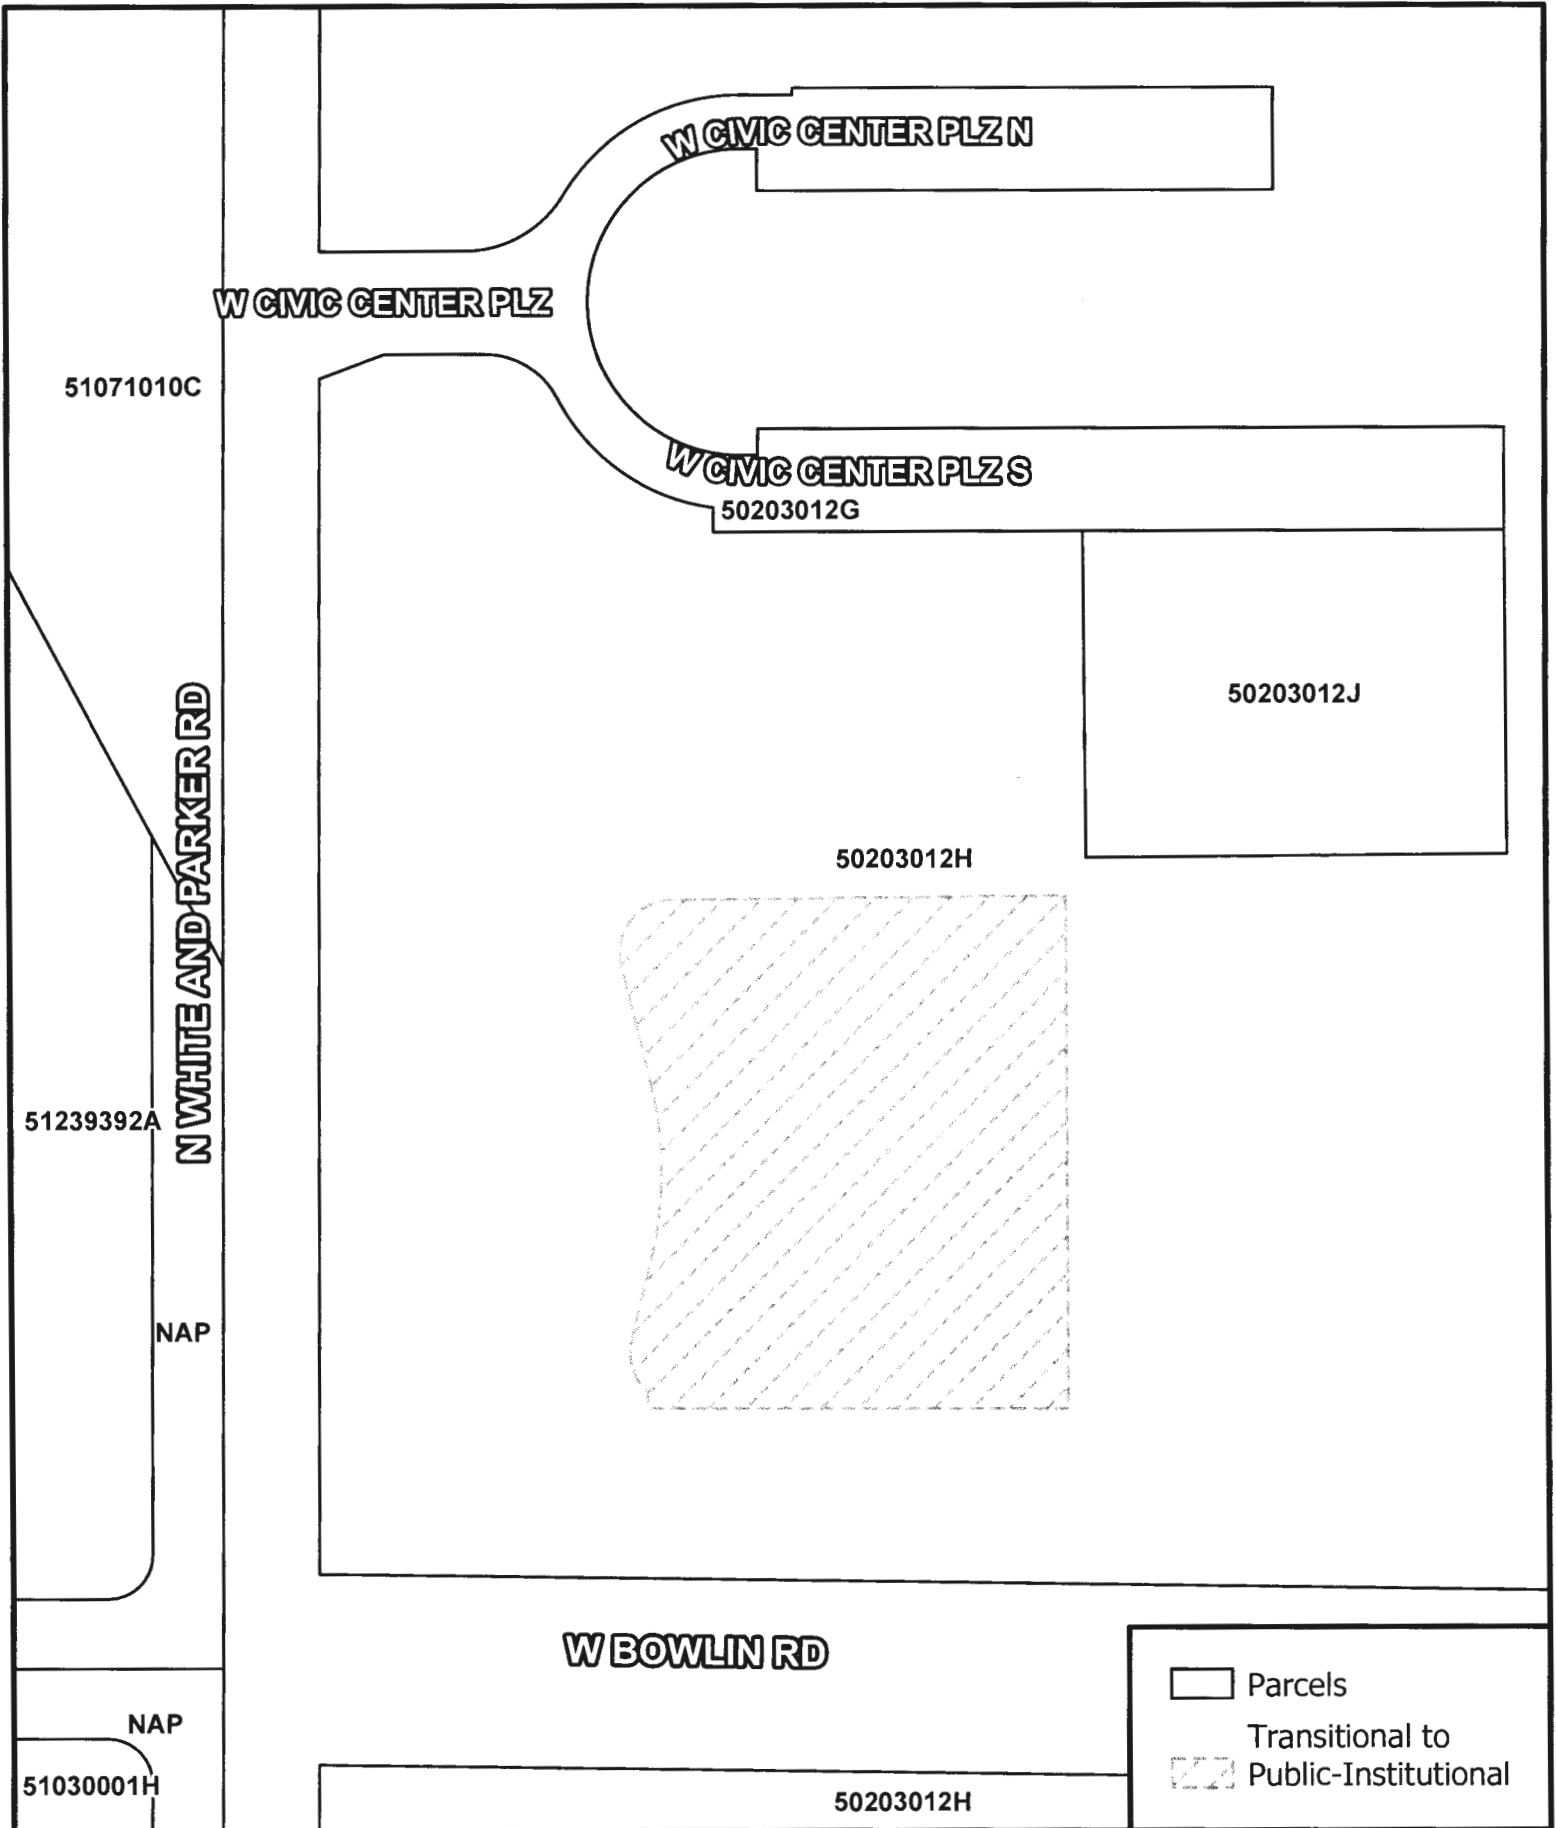 W CIVIC CENTER PLZ N
W CIVIC CENTER PLZ
51071010C
W CIVIC CENTER PLZ S
50203012G
50203012J
N WHITE AND PARKER RD
50203012H
51239392A
NAP
W BOWLIN RD
Parcels
NAP
Transitional to
Public-Institutional
51030001H
50203012H